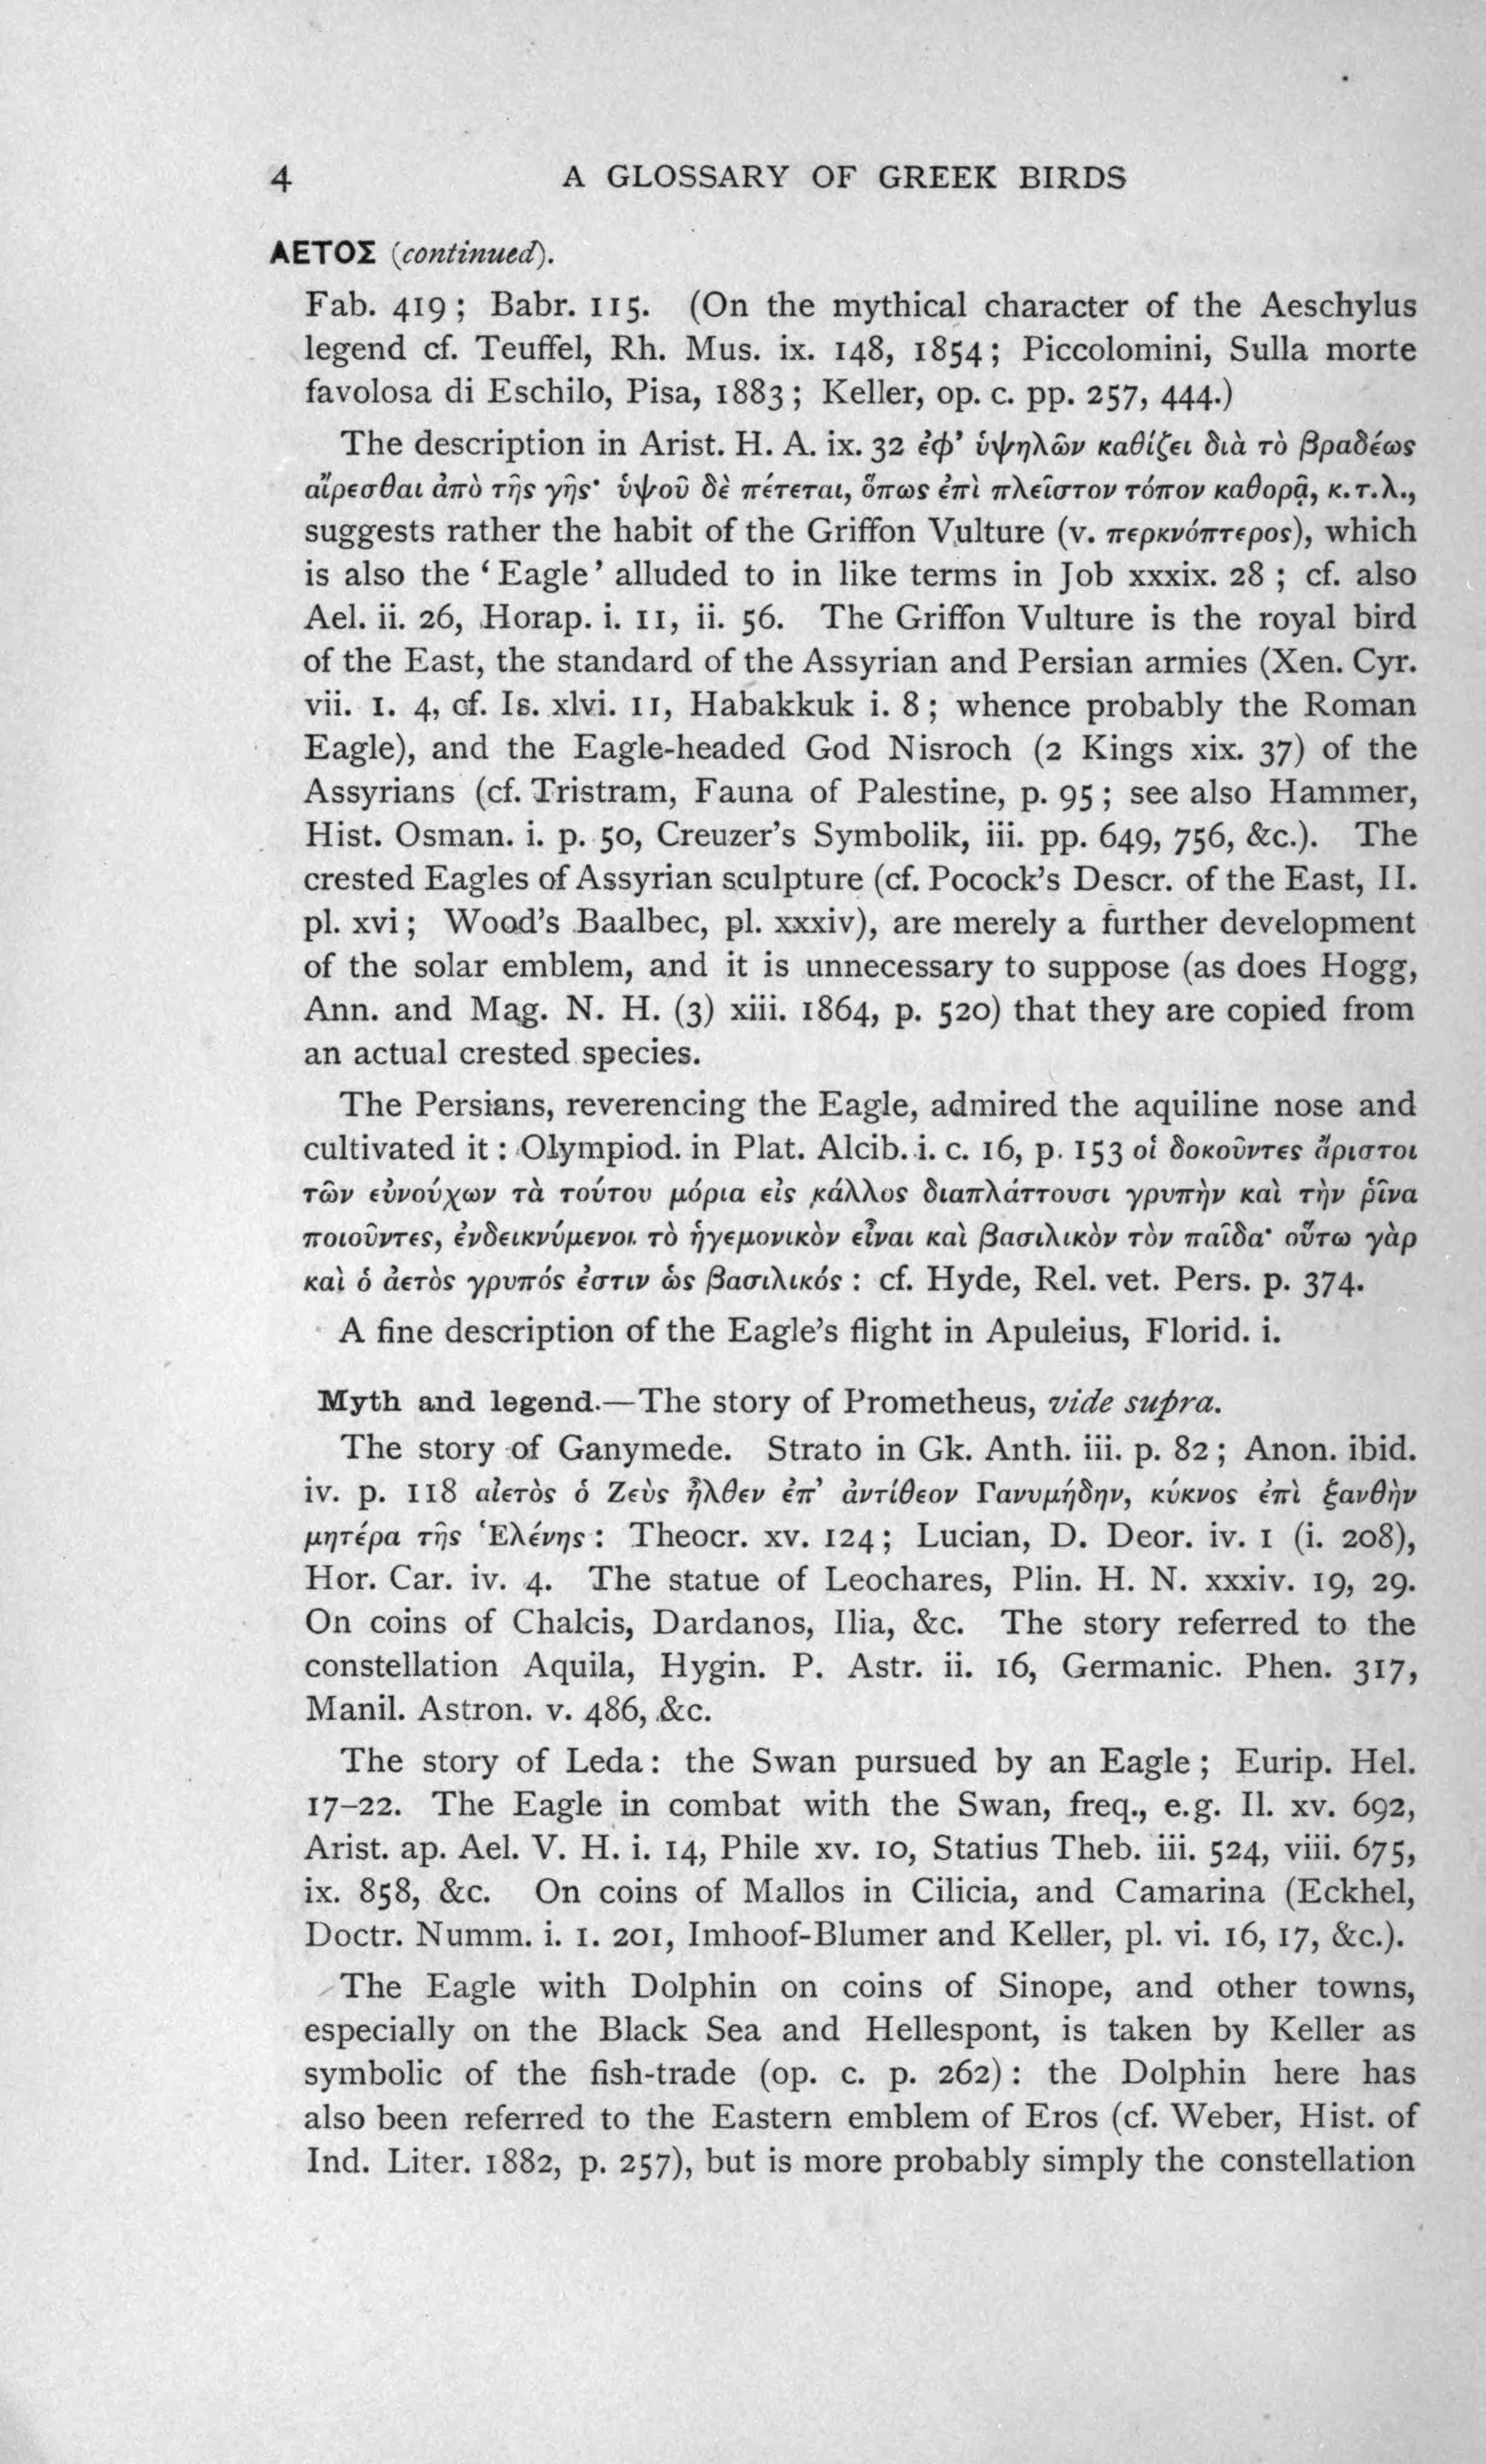 4 A GLOSSARY OF GREEK BIRDS
ΑΕΤΟΣ (continued).
Fab. 419 ; Babr. 115. (On the mythical character of the Aeschylus
legend cf. Teuffel, Rh. Mus. ix. 148, 1854 ; Piccolomini, Sulla morte
favolosa di Eschilo, Pisa, 1883 ; Keller, op. c. pp. 257, 444.)
The description in Arist. H. A. ix. 32 ἐφ’ ὑψηλῶν καθίζει διὰ τὸ βραδέως
αἴρεσθαι ἀπὸ τῆς γῆς· ὑψοῦ δὲ πέτεται, ὅπως ἐπὶ πλεῖστον τόπον καθορᾷ, κ.τ.λ.,
suggests rather the habit of the Griffon Vulture (v. περκνόπτερος), which
is also the ‘ Eagle ’ alluded to in like terms in Job xxxix. 28 ; cf. also
Ael. ii. 26, Horap. i. 11, ii. 56. The Griffon Vulture is the royal bird
of the East, the standard of the Assyrian and Persian armies (Xen. Cyr.
vii. 1. 4, cf. Is. xlvi. 11, Habakkuk i. 8 ; whence probably the Roman
Eagle), and the Eagle-headed God Nisroch (2 Kings xix. 37) of the
Assyrians (cf. Tristram, Fauna of Palestine, p. 95 ; see also Hammer,
Hist. Osman. i. p. 50, Creuzer’s Symbolik, iii. pp. 649, 756, &c.). The
crested Eagles of Assyrian sculpture (cf. Pocock’s Descr. of the East, II.
pl. xvi ; Wood’s Baalbec, pl. xxxiv), are merely a further development
of the solar emblem, and it is unnecessary to suppose (as does Hogg,
Ann. and Mag. N. H. (3) xiii. 1864, p. 520) that they are copied from
an actual crested species.
The Persians, reverencing the Eagle, admired the aquiline nose and
cultivated it : Olympiod. in Plat. Alcib. i. c. 16, p. 153 οἱ δοκοῦντες ἄριστοι
τῶν εὐνούχων τὰ τούτου μόρια εἰς κάλλος διαπλάττουσι γρυπὴν καὶ τὴν ῥῖνα
ποιοῦντες, ἐνδεικνύμενοι τὸ ἡγεμονικὸν εἶναι καὶ βασιλικὸν τὸν παῖδα· οὕτω γὰρ
καὶ ὁ ἀετὸς γρυπός ἐστιν ὡς βασιλικός : cf. Hyde, Rel. vet. Pers. p. 374.
A fine description of the Eagle’s flight in Apuleius, Florid. i.
Myth and legend.—The story of Prometheus, vide supra.
The story of Ganymede. Strato in Gk. Anth. iii. p. 82 ; Anon. ibid.
iv. p. 118 αἰετὸς ὁ Ζεὺς ἦλθεν ἐπ’ ἀντίθεον Γανυμήδην, κύκνος ἐπὶ ξανθὴν
μητέρα τῆς Ἑλένης : Theocr. xv. 124 ; Lucian, D. Deor. iv. 1 (i. 208),
Hor. Car. iv. 4. The statue of Leochares, Plin. H. N. xxxiv. 19, 29.
On coins of Chalcis, Dardanos, Ilia, &c. The story referred to the
constellation Aquila, Hygin. P. Astr. ii. 16, Germanic. Phen. 317,
Manil. Astron. v. 486, &c.
The story of Leda : the Swan pursued by an Eagle ; Eurip. Hel.
17–22. The Eagle in combat with the Swan, freq., e.g. Il. xv. 692,
Arist. ap. Ael. V. H. i. 14, Phile xv. 10, Statius Theb. iii. 524, viii. 675,
ix. 858, &c. On coins of Mallos in Cilicia, and Camarina (Eckhel,
Doctr. Numm. i. 1. 201, Imhoof-Blumer and Keller, pl. vi. 16, 17, &c.).
The Eagle with Dolphin on coins of Sinope, and other towns,
especially on the Black Sea and Hellespont, is taken by Keller as
symbolic of the fish-trade (op. c. p. 262) : the Dolphin here has
also been referred to the Eastern emblem of Eros (cf. Weber, Hist. of
Ind. Liter. 1882, p. 257), but is more probably simply the constellation